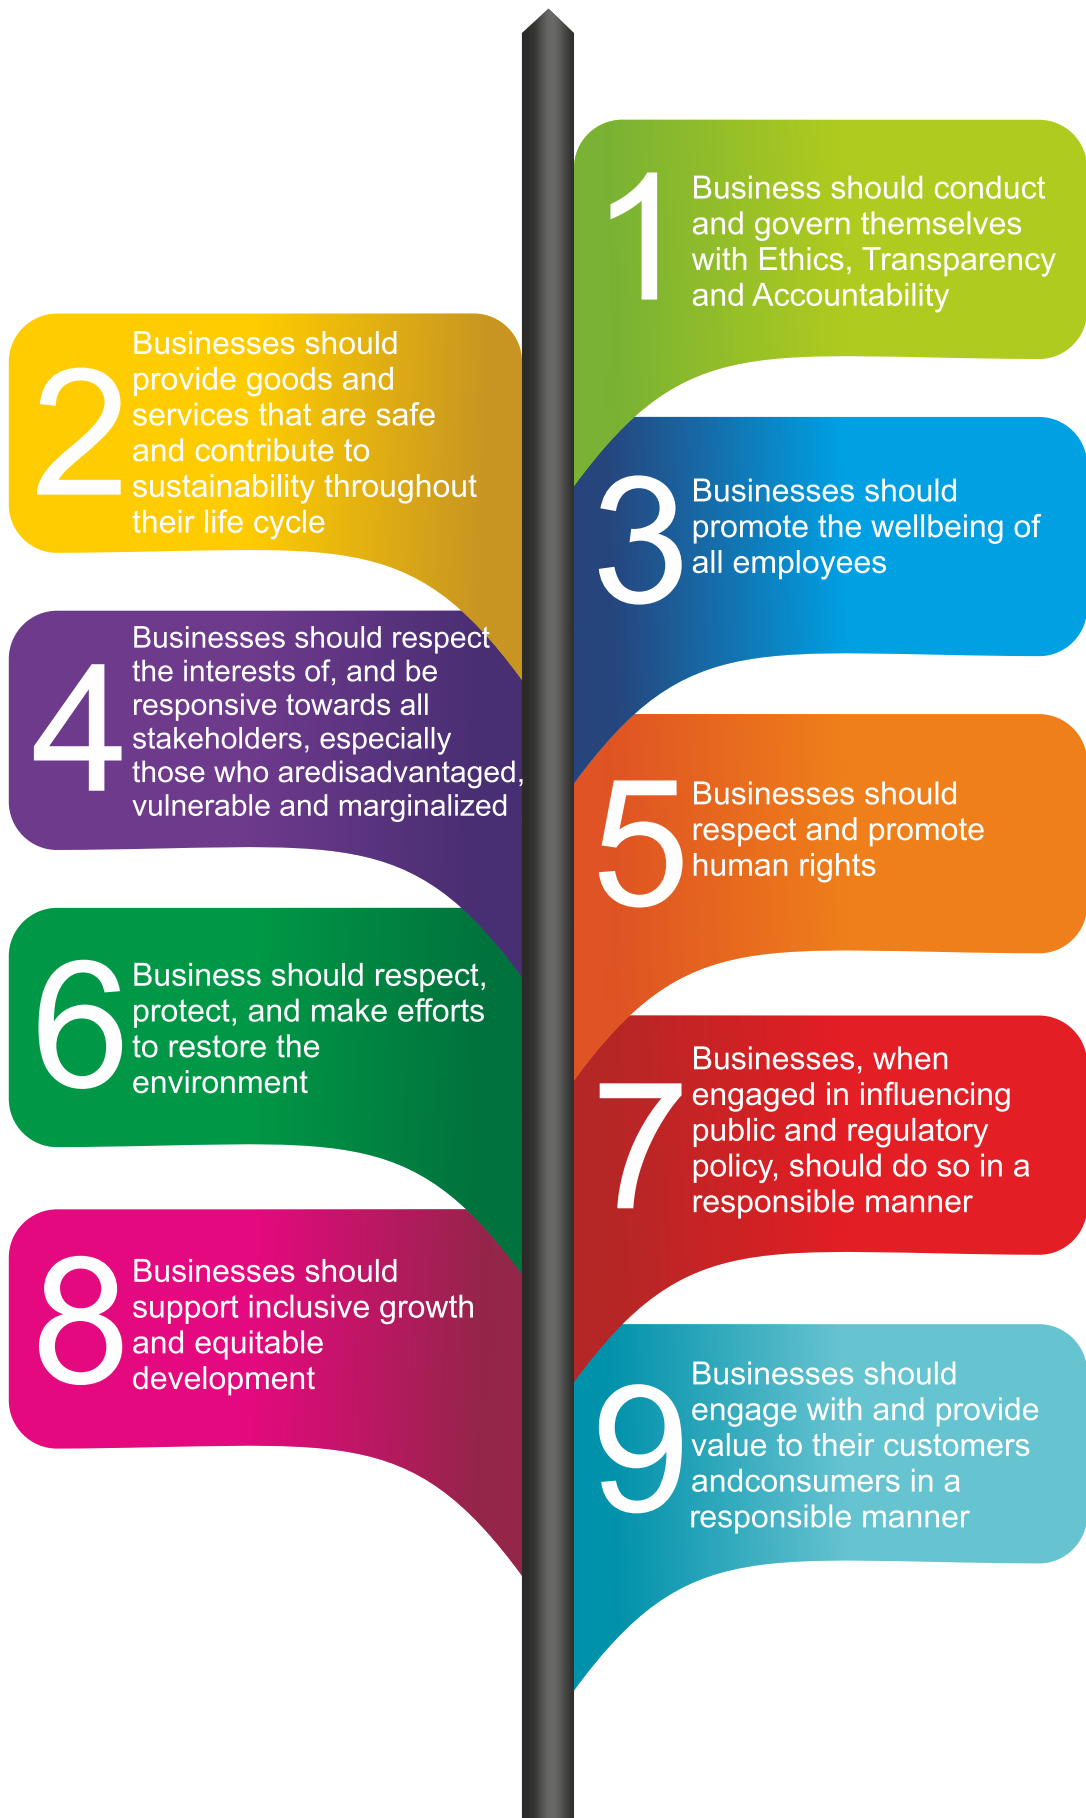 1
Business should conduct
and govern themselves
with Ethics, Transparency
and Accountability
2
Businesses should
provide goods and
services that are safe
and contribute to
sustainability throughout
their life cycle
3
Businesses should
promote the wellbeing of
all employees
4
Businesses should respect
the interests of, and be
responsive towards all
stakeholders, especially
those who aredisadvantaged,
vulnerable and marginalized
5
Businesses should
respect and promote
human rights
6
Business should respect,
protect, and make efforts
to restore the
environment
7
Businesses, when
engaged in influencing
public and regulatory
policy, should do so in a
responsible manner
8
Businesses should
support inclusive growth
and equitable
development
9
Businesses should
engage with and provide
value to their customers
andconsumers in a
responsible manner